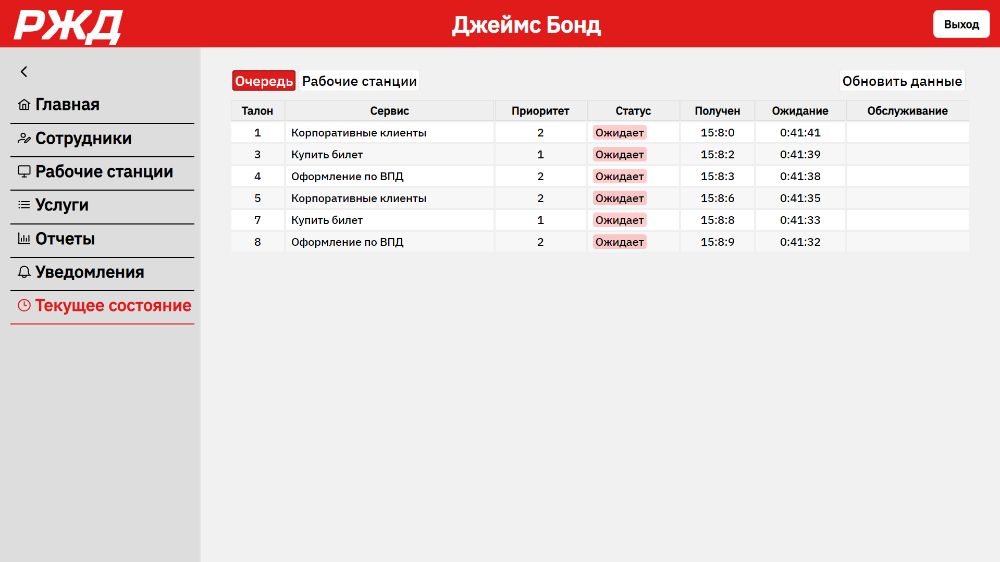 РЖД
Джеймс Бонд
Выход
Главная
Сотрудники
Рабочие станции
Услуги
Отчеты
Уведомления
Текущее состояние
Очередь Рабочие станции Обновить данные
Талон Сервис Приоритет Статус Получен Ожидание Обслуживание
1 Корпоративные клиенты 2 Ожидает 15:8:0 0:41:41
3 Купить билет 1 Ожидает 15:8:2 0:41:39
4 Оформление по ВПД 2 Ожидает 15:8:3 0:41:38
5 Корпоративные клиенты 2 Ожидает 15:8:6 0:41:35
7 Купить билет 1 Ожидает 15:8:8 0:41:33
8 Оформление по ВПД 2 Ожидает 15:8:9 0:41:32